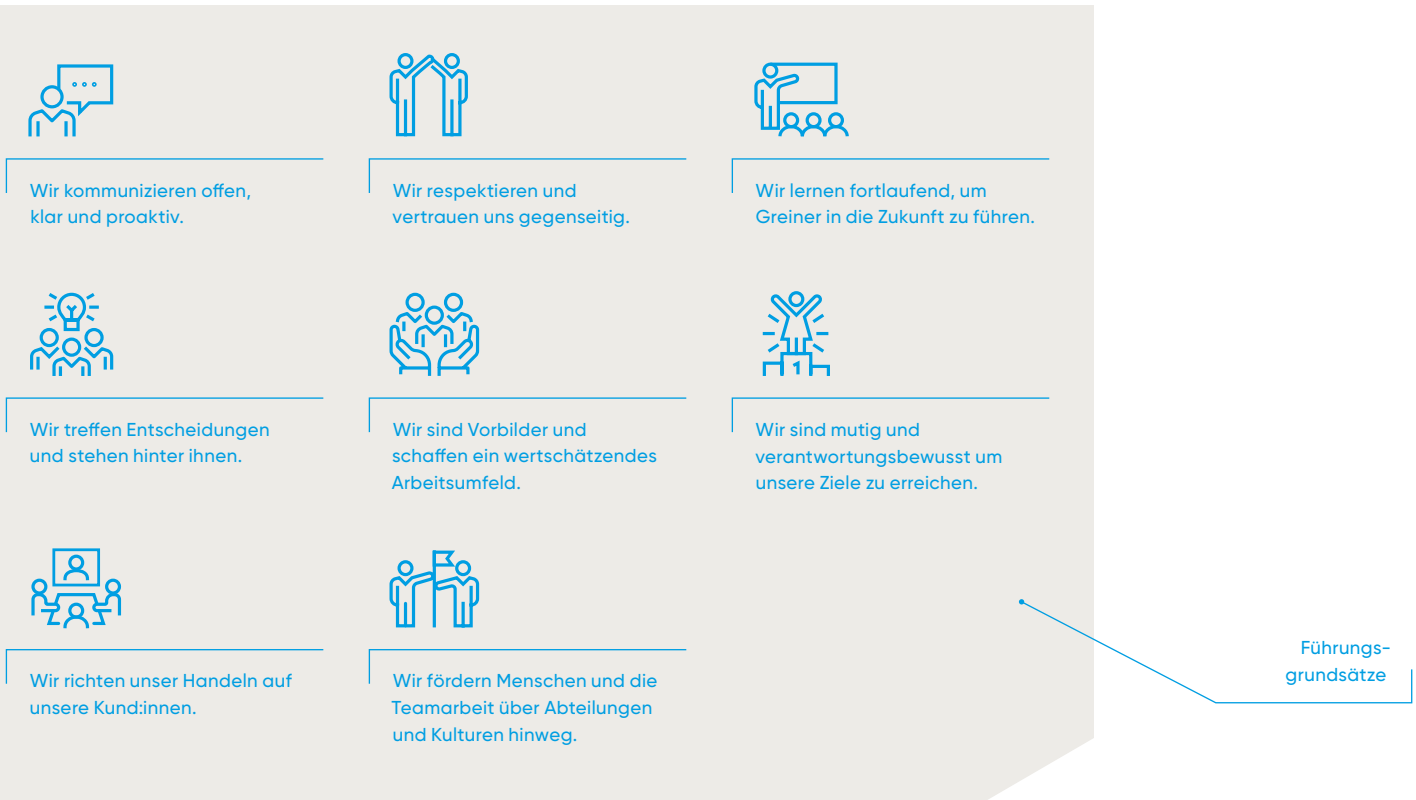 Wir kommunizieren offen,
klar und proaktiv.
Wir respektieren und
vertrauen uns gegenseitig.
Wir lernen fortlaufend, um
Greiner in die Zukunft zu führen.
Wir treffen Entscheidungen
und stehen hinter ihnen.
Wir sind Vorbilder und
schaffen ein wertschätzendes
Arbeitsumfeld.
1
Wir sind mutig und
verantwortungsbewusst um
unsere Ziele zu erreichen.
Wir richten unser Handeln auf
unsere Kund:innen.
Wir fördern Menschen und die
Teamarbeit über Abteilungen
und Kulturen hinweg.
Führungs-
grundsätze